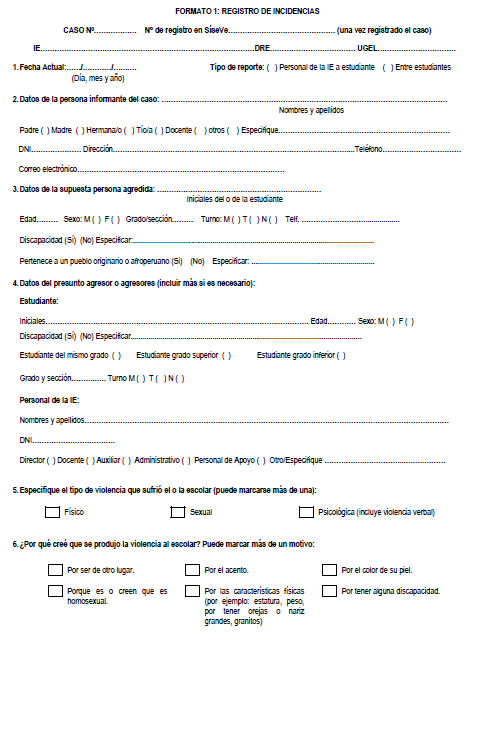 FORMATO 1: REGISTRO DE INCIDENCIAS
CASO Nº.................. Nº de registro en SíseVe.............................................. (una vez registrado el caso)
IE..............................................................................................DRE..................................... UGEL..................................
1. Fecha Actual:....../............./.......... Tipo de reporte: ( ) Personal de la IE a estudiante ( ) Entre estudiantes
(Día, mes y año)
2. Datos de la persona informante del caso: ..............................................................................................................................
Nombres y apellidos
Padre ( ) Madre ( ) Hermana/o ( ) Tío/a ( ) Docente ( ) otros ( ) Especifique..........................................................................
DNI...................... Dirección..........................................................................................................Teléfono..................................
Correo electrónico..........................................................................................
3. Datos de la supuesta persona agredida: .......................................................................
Iniciales del o de la estudiante
Edad.......... Sexo: M ( ) F ( ) Grado/sección.......... Turno: M ( ) T ( ) N ( ) Telf. ..........................................
Discapacidad (Sí) (No) Especificar:..........................................................................................................
Pertenece a un pueblo originario o afroperuano (Si) (No) Especificar: ......................................................
4. Datos del presunto agresor o agresores (incluir más si es necesario):
Estudiante:
Iniciales.................................................................................................................. Edad............. Sexo: M ( ) F ( )
Discapacidad (Sí) (No) Especificar....................................................................................................
Estudiante del mismo grado ( ) Estudiante grado superior ( ) Estudiante grado inferior ( )
Grado y sección............... Turno M ( ) T ( ) N ( )
Personal de la IE:
Nombres y apellidos...............................................................................................................................................................
DNI....................................
Director ( ) Docente ( ) Auxiliar ( ) Administrativo ( ) Personal de Apoyo ( ) Otro/Especifique ....................................................
5. Especifique el tipo de violencia que sufrió el o la escolar (puede marcarse más de una):
Físico Sexual Psicológica (incluye violencia verbal)
6. ¿Por qué creé que se produjo la violencia al escolar? Puede marcar más de un motivo:
Por ser de otro lugar. Por el acento. Por el color de su piel.
Porque es o creen que es homosexual. Por las características físicas (por ejemplo: estatura, peso, por tener orejas o nariz grandes, granitos) Por tener alguna discapacidad.